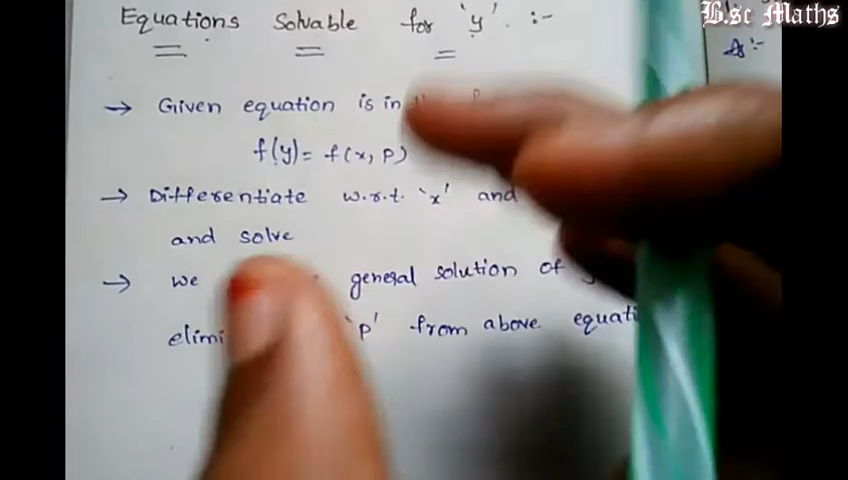 Equations Solvable for 'y' :-
B.sc Maths
A:-
→ Given equation is in
f(y) = f(x, p)
→ Differentiate w.r.t. 'x' and
and solve
→ we general solution of
'p' from above